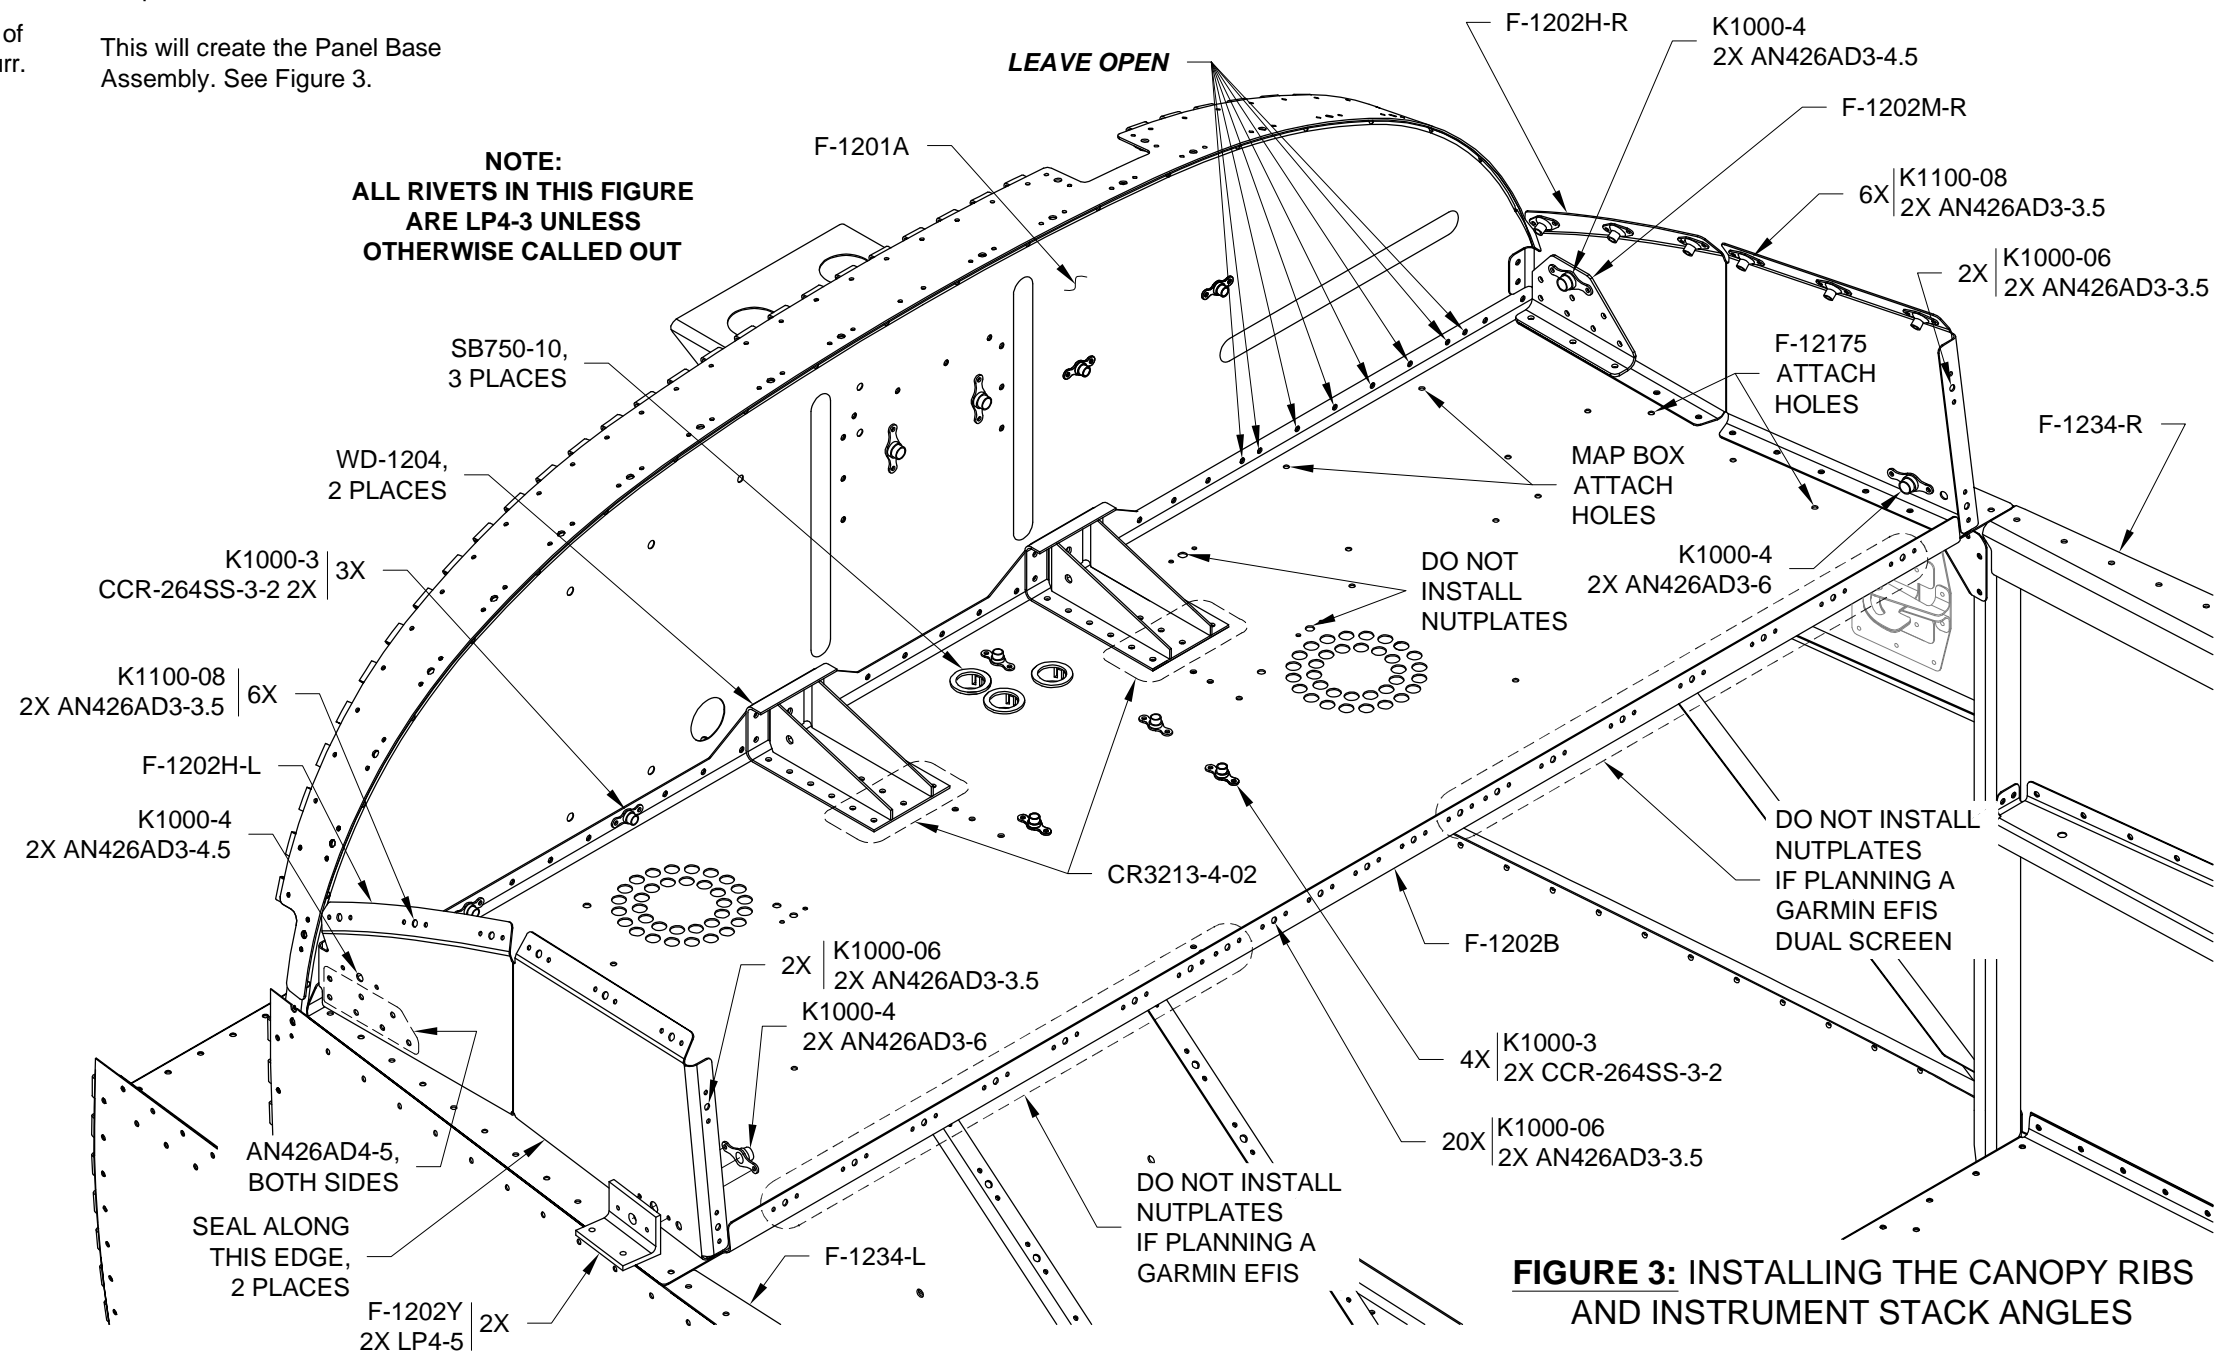 of
urr.
This will create the Panel Base
Assembly. See Figure 3.
NOTE:
ALL RIVETS IN THIS FIGURE
ARE LP4-3 UNLESS
OTHERWISE CALLED OUT
LEAVE OPEN
F-1201A
F-1202H-R
K1000-4
2X AN426AD3-4.5
F-1202M-R
6X
K1100-08
2X AN426AD3-3.5
2X
K1000-06
2X AN426AD3-3.5
F-12175
ATTACH
HOLES
F-1234-R
SB750-10,
3 PLACES
WD-1204,
2 PLACES
MAP BOX
ATTACH
HOLES
K1000-3
CCR-264SS-3-2 2X
3X
DO NOT
INSTALL
NUTPLATES
K1000-4
2X AN426AD3-6
K1100-08
2X AN426AD3-3.5
6X
F-1202H-L
K1000-4
2X AN426AD3-4.5
CR3213-4-02
DO NOT INSTALL
NUTPLATES
IF PLANNING A
GARMIN EFIS
DUAL SCREEN
F-1202B
2X
K1000-06
2X AN426AD3-3.5
K1000-4
2X AN426AD3-6
4X
K1000-3
2X CCR-264SS-3-2
20X
K1000-06
2X AN426AD3-3.5
AN426AD4-5,
BOTH SIDES
SEAL ALONG
THIS EDGE,
2 PLACES
DO NOT INSTALL
NUTPLATES
IF PLANNING A
GARMIN EFIS
F-1234-L
F-1202Y
2X LP4-5
2X
FIGURE 3: INSTALLING THE CANOPY RIBS
AND INSTRUMENT STACK ANGLES